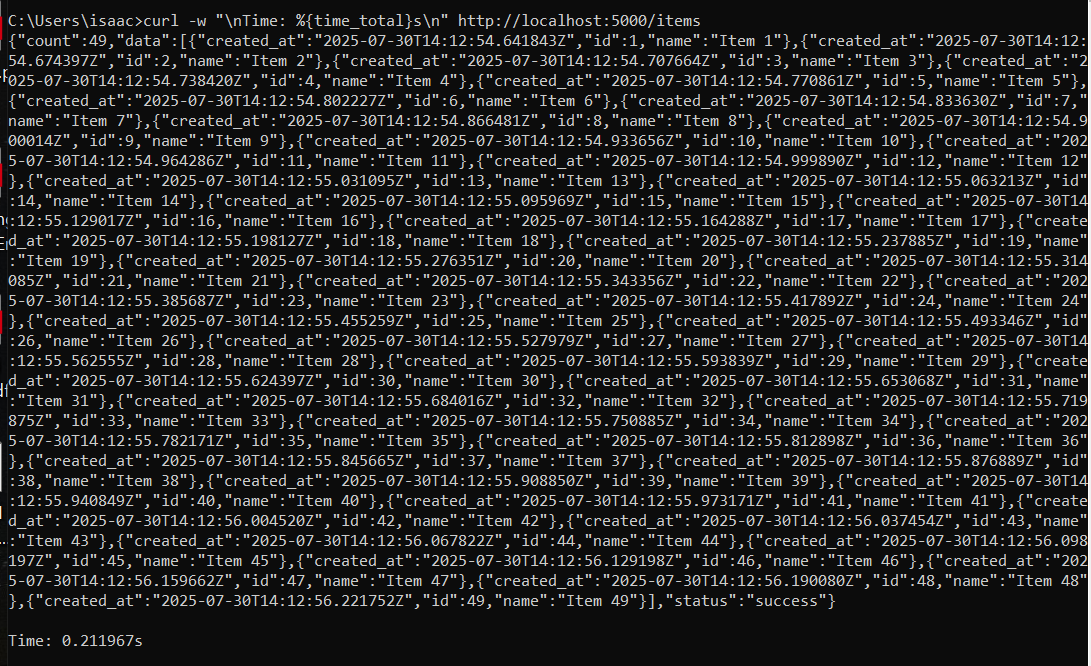 C:\Users\isaac>curl -w "\nTime: %{time_total}s\n" http://localhost:5000/items
{"count":49,"data":[{"created_at":"2025-07-30T14:12:54.641843Z","id":1,"name":"Item 1"},{"created_at":"2025-07-30T14:12:
54.674397Z","id":2,"name":"Item 2"},{"created_at":"2025-07-30T14:12:54.707664Z","id":3,"name":"Item 3"},{"created_at":"2
025-07-30T14:12:54.738420Z","id":4,"name":"Item 4"},{"created_at":"2025-07-30T14:12:54.770861Z","id":5,"name":"Item 5"},
{"created_at":"2025-07-30T14:12:54.802227Z","id":6,"name":"Item 6"},{"created_at":"2025-07-30T14:12:54.833630Z","id":7,"
name":"Item 7"},{"created_at":"2025-07-30T14:12:54.866481Z","id":8,"name":"Item 8"},{"created_at":"2025-07-30T14:12:54.9
00014Z","id":9,"name":"Item 9"},{"created_at":"2025-07-30T14:12:54.933656Z","id":10,"name":"Item 10"},{"created_at":"202
5-07-30T14:12:54.964286Z","id":11,"name":"Item 11"},{"created_at":"2025-07-30T14:12:54.999890Z","id":12,"name":"Item 12"
},{"created_at":"2025-07-30T14:12:55.031095Z","id":13,"name":"Item 13"},{"created_at":"2025-07-30T14:12:55.063213Z","id"
:14,"name":"Item 14"},{"created_at":"2025-07-30T14:12:55.095969Z","id":15,"name":"Item 15"},{"created_at":"2025-07-30T14
:12:55.129017Z","id":16,"name":"Item 16"},{"created_at":"2025-07-30T14:12:55.164288Z","id":17,"name":"Item 17"},{"create
d_at":"2025-07-30T14:12:55.198127Z","id":18,"name":"Item 18"},{"created_at":"2025-07-30T14:12:55.237885Z","id":19,"name"
:"Item 19"},{"created_at":"2025-07-30T14:12:55.276351Z","id":20,"name":"Item 20"},{"created_at":"2025-07-30T14:12:55.314
085Z","id":21,"name":"Item 21"},{"created_at":"2025-07-30T14:12:55.343356Z","id":22,"name":"Item 22"},{"created_at":"202
5-07-30T14:12:55.385687Z","id":23,"name":"Item 23"},{"created_at":"2025-07-30T14:12:55.417892Z","id":24,"name":"Item 24"
},{"created_at":"2025-07-30T14:12:55.455259Z","id":25,"name":"Item 25"},{"created_at":"2025-07-30T14:12:55.493346Z","id"
:26,"name":"Item 26"},{"created_at":"2025-07-30T14:12:55.527979Z","id":27,"name":"Item 27"},{"created_at":"2025-07-30T14
:12:55.562555Z","id":28,"name":"Item 28"},{"created_at":"2025-07-30T14:12:55.593839Z","id":29,"name":"Item 29"},{"create
d_at":"2025-07-30T14:12:55.624397Z","id":30,"name":"Item 30"},{"created_at":"2025-07-30T14:12:55.653068Z","id":31,"name"
:"Item 31"},{"created_at":"2025-07-30T14:12:55.684016Z","id":32,"name":"Item 32"},{"created_at":"2025-07-30T14:12:55.719
875Z","id":33,"name":"Item 33"},{"created_at":"2025-07-30T14:12:55.750885Z","id":34,"name":"Item 34"},{"created_at":"202
5-07-30T14:12:55.782171Z","id":35,"name":"Item 35"},{"created_at":"2025-07-30T14:12:55.812898Z","id":36,"name":"Item 36"
},{"created_at":"2025-07-30T14:12:55.845665Z","id":37,"name":"Item 37"},{"created_at":"2025-07-30T14:12:55.876889Z","id"
:38,"name":"Item 38"},{"created_at":"2025-07-30T14:12:55.908850Z","id":39,"name":"Item 39"},{"created_at":"2025-07-30T14
:12:55.940849Z","id":40,"name":"Item 40"},{"created_at":"2025-07-30T14:12:55.973171Z","id":41,"name":"Item 41"},{"create
d_at":"2025-07-30T14:12:56.004520Z","id":42,"name":"Item 42"},{"created_at":"2025-07-30T14:12:56.037454Z","id":43,"name"
:"Item 43"},{"created_at":"2025-07-30T14:12:56.067822Z","id":44,"name":"Item 44"},{"created_at":"2025-07-30T14:12:56.098
197Z","id":45,"name":"Item 45"},{"created_at":"2025-07-30T14:12:56.129198Z","id":46,"name":"Item 46"},{"created_at":"202
5-07-30T14:12:56.159662Z","id":47,"name":"Item 47"},{"created_at":"2025-07-30T14:12:56.190080Z","id":48,"name":"Item 48"
},{"created_at":"2025-07-30T14:12:56.221752Z","id":49,"name":"Item 49"}],"status":"success"}
Time: 0.211967s